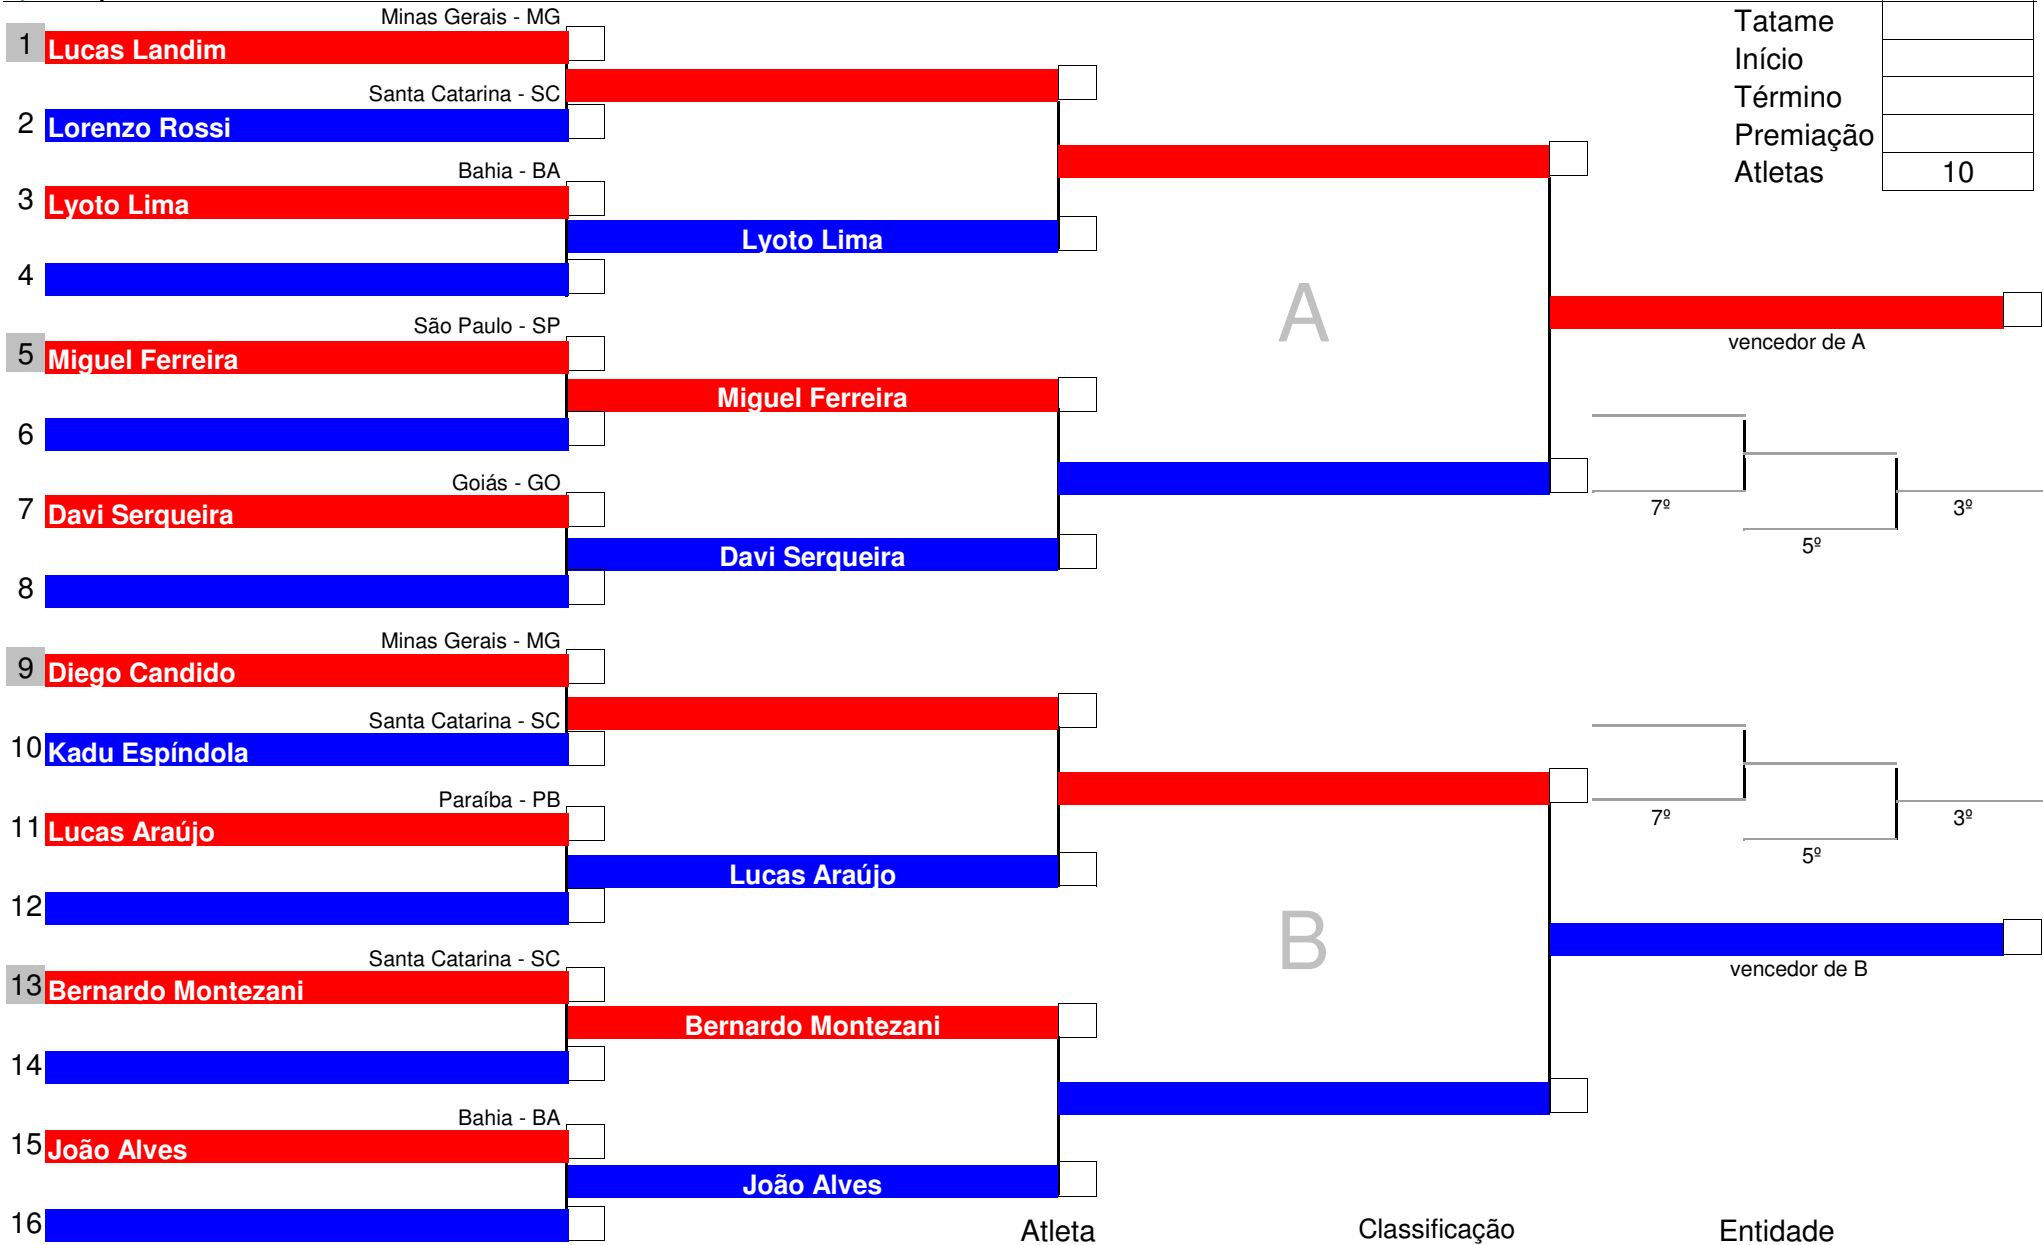 Minas Gerais - MG
1 Lucas Landim
Santa Catarina - SC
2 Lorenzo Rossi
Bahia - BA
3 Lyoto Lima
Lyoto Lima
4
São Paulo - SP
5 Miguel Ferreira
Miguel Ferreira
6
Goiás - GO
7 Davi Serqueira
Davi Serqueira
8
Minas Gerais - MG
9 Diego Candido
Santa Catarina - SC
10 Kadu Espíndola
Paraíba - PB
11 Lucas Araújo
Lucas Araújo
12
Santa Catarina - SC
13 Bernardo Montezani
Bernardo Montezani
14
Bahia - BA
15 João Alves
João Alves
16
A
B
Tatame
Início
Término
Premiação
Atletas 10
vencedor de A
7º
3º
5º
7º
3º
5º
vencedor de B
Atleta Classificação Entidade